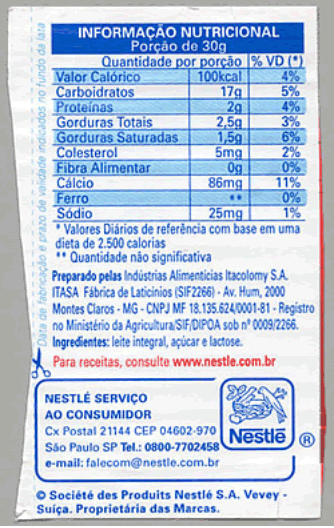 Data de fabricação e prazo de validade indicados no fundo da lata
INFORMAÇÃO NUTRICIONAL
Porção de 30g
Quantidade por porção % VD (*)
Valor Calórico 100kcal 4%
Carboidratos 17g 5%
Proteínas 2g 4%
Gorduras Totais 2,5g 3%
Gorduras Saturadas 1,5g 6%
Colesterol 5mg 2%
Fibra Alimentar 0g 0%
Cálcio 86mg 11%
Ferro ** 0%
Sódio 25mg 1%
* Valores Diários de referência com base em uma
dieta de 2.500 calorias
** Quantidade não significativa
Preparado pelas Indústrias Alimentícias Itacolomy S.A.
ITASA Fábrica de Laticínios (SIF2266) - Av. Hum, 2000
Montes Claros - MG - CNPJ MF 18.135.624/0001-81 - Registro
no Ministério da Agricultura/SIF/DIPOA sob nº 0009/2266.
Ingredientes: leite integral, açúcar e lactose.
Para receitas, consulte www.nestle.com.br
NESTLÉ SERVIÇO
AO CONSUMIDOR
Cx Postal 21144 CEP 04602-970
São Paulo SP Tel.: 0800-7702458
e-mail: falecom@nestle.com.br
Nestlé ®
© Société des Produits Nestlé S.A. Vevey -
Suíça. Proprietária das Marcas.